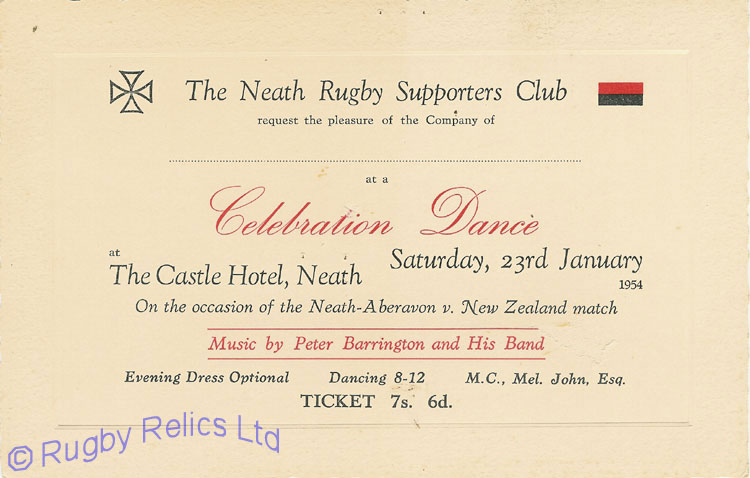 The Neath Rugby Supporters Club
request the pleasure of the Company of
at a
Celebration Dance
at
The Castle Hotel, Neath
Saturday, 23rd January
1954
On the occasion of the Neath-Aberavon v. New Zealand match
Music by Peter Barrington and His Band
Evening Dress Optional Dancing 8-12 M.C., Mel. John, Esq.
TICKET 7s. 6d.
© Rugby Relics Ltd